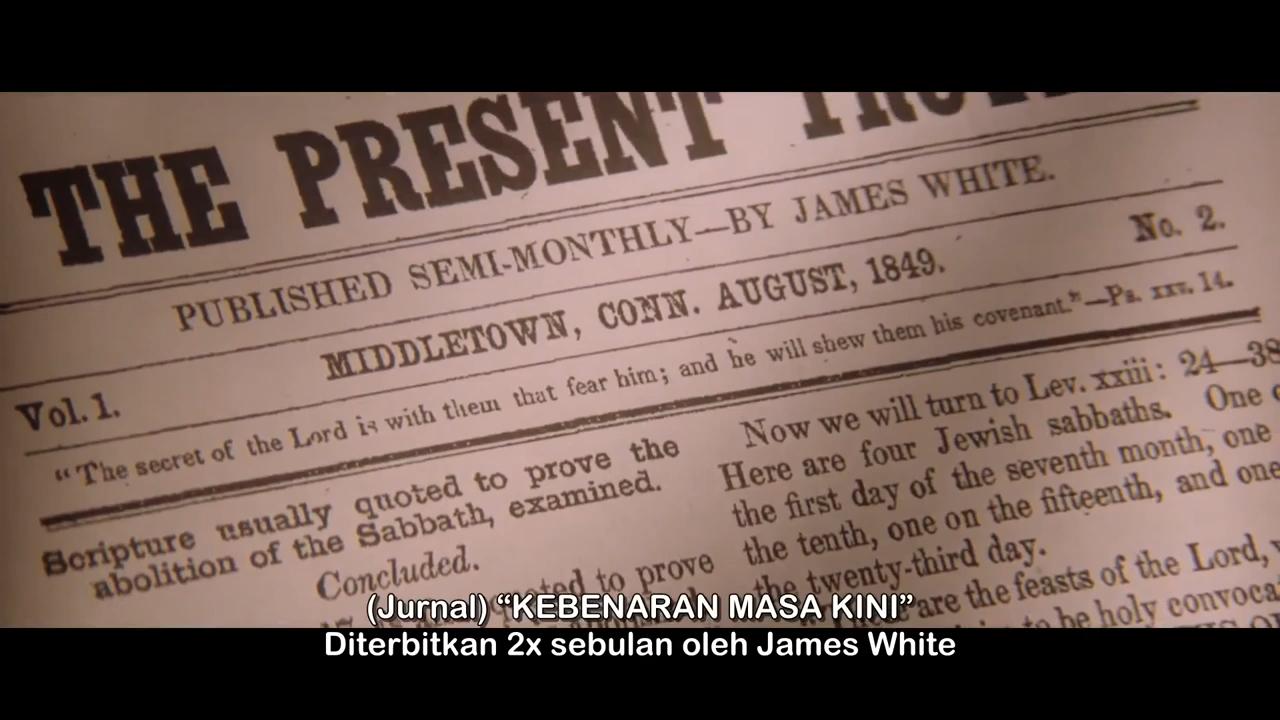 THE PRESENT
PUBLISHED SEMI-MONTHLY—BY JAMES WHITE.
Vol. 1.
MIDDLETOWN, CONN. AUGUST, 1849.
No. 2.
“The secret of the Lord is with them that fear him; and he will shew them his covenant.”—Ps. xxv. 14.
Scripture usually quoted to prove the
abolition of the Sabbath, examined.
Concluded.
to prove
Now we will turn to Lev. xxiii: 24—38
Here are four Jewish sabbaths. One
the first day of the seventh month, one
the tenth, one on the fifteenth, and one
the twenty-third day.
are the feasts of the Lord,
to be holy
(Jurnal) “KEBENARAN MASA KINI”
Diterbitkan 2x sebulan oleh James White